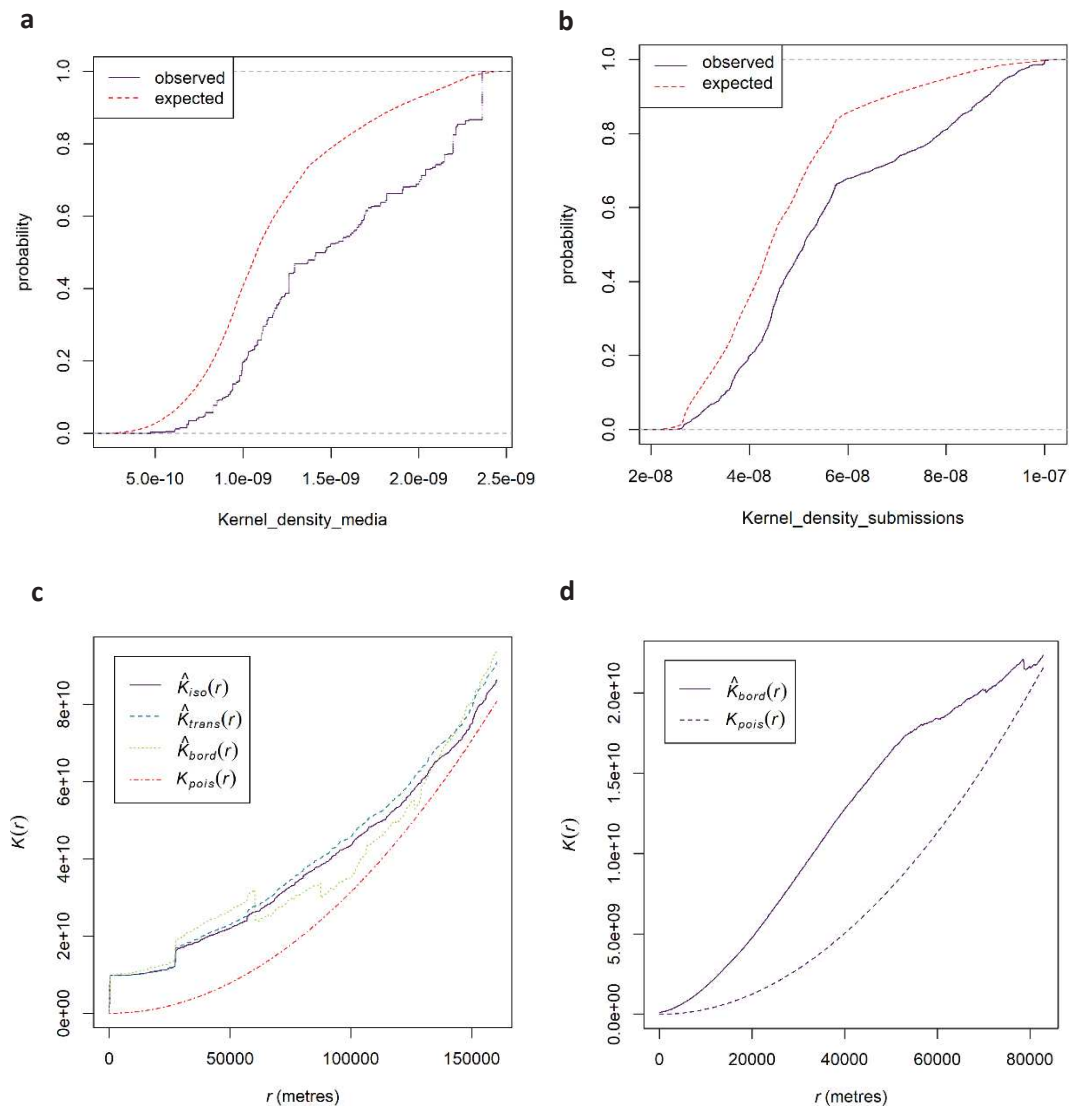 a
observed
expected
probability
0.0
0.2
0.4
0.6
0.8
1.0
5.0e-10
1.0e-09
1.5e-09
2.0e-09
2.5e-09
Kernel_density_media
b
observed
expected
probability
0.0
0.2
0.4
0.6
0.8
1.0
2e-08
4e-08
6e-08
8e-08
1e-07
Kernel_density_submissions
c
K̂iso(r)
K̂trans(r)
K̂bord(r)
Kpois(r)
K(r)
0e+00
2e+10
4e+10
6e+10
8e+10
0
50000
100000
150000
r (metres)
d
K̂bord(r)
Kpois(r)
K(r)
0.0e+00
5.0e+09
1.0e+10
1.5e+10
2.0e+10
0
20000
40000
60000
80000
r (metres)